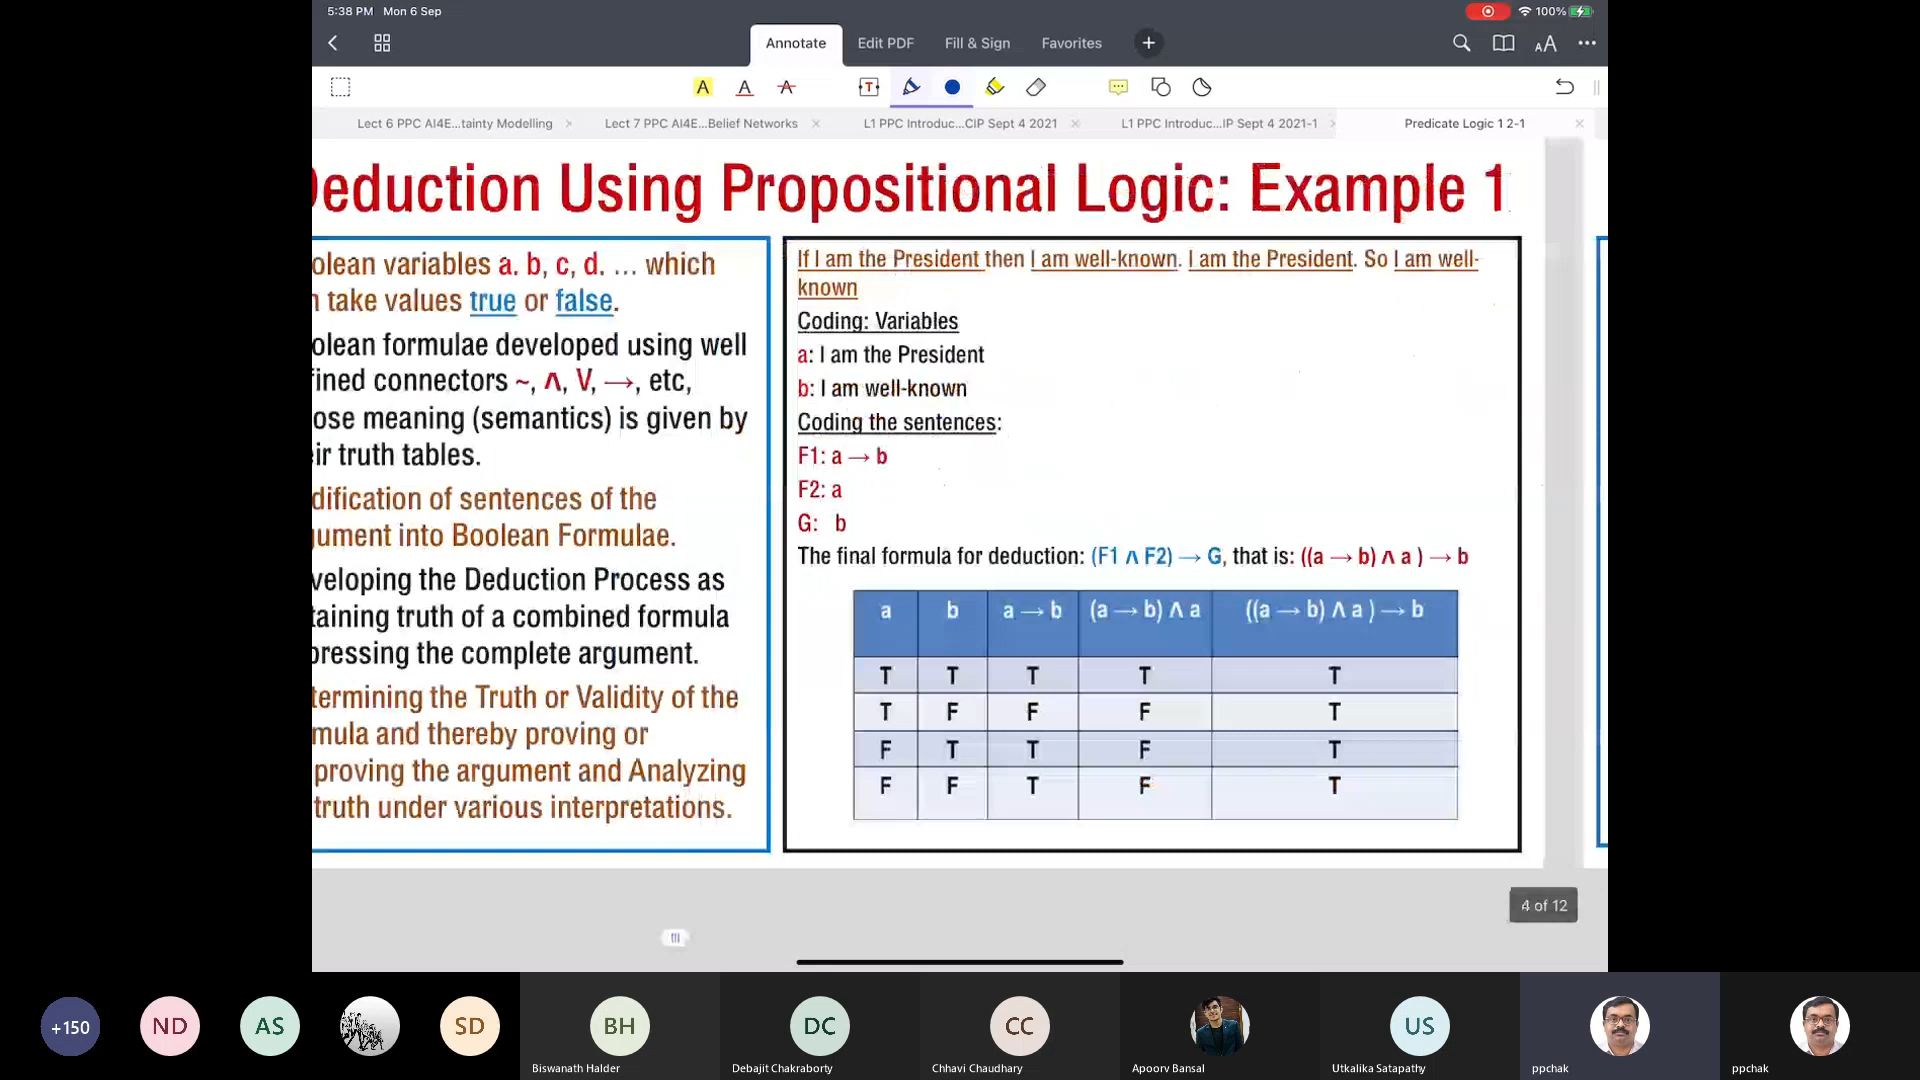 5:38 PM Mon 6 Sep
100%
Annotate Edit PDF Fill & Sign Favorites
Lect 6 PPC AI4E...tainty Modelling
Lect 7 PPC AI4E...Belief Networks
L1 PPC Introduc...CIP Sept 4 2021
L1 PPC Introduc...IP Sept 4 2021-1
Predicate Logic 1 2-1
Deduction Using Propositional Logic: Example 1
olean variables a. b, c, d. ... which
take values true or false.
olean formulae developed using well
fined connectors ~, Λ, V, →, etc,
ose meaning (semantics) is given by
ir truth tables.
dification of sentences of the
gument into Boolean Formulae.
veloping the Deduction Process as
taining truth of a combined formula
pressing the complete argument.
termining the Truth or Validity of the
mula and thereby proving or
proving the argument and Analyzing
truth under various interpretations.
If I am the President then I am well-known. I am the President. So I am well-
known
Coding: Variables
a: I am the President
b: I am well-known
Coding the sentences:
F1: a → b
F2: a
G: b
The final formula for deduction: (F1 Λ F2) → G, that is: ((a → b) Λ a ) → b
a b a → b (a → b) Λ a ((a → b) Λ a ) → b
T T T T T
T F F F T
F T T F T
F F T F T
4 of 12
+150 ND AS SD BH DC CC US
Biswanath Halder
Debajit Chakraborty
Chhavi Chaudhary
Apoorv Bansal
Utkalika Satapathy
ppchak
ppchak